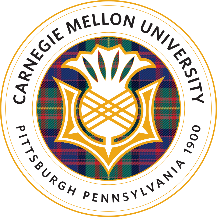 CARNEGIE MELLON UNIVERSITY
PITTSBURGH PENNSYLVANIA 1900